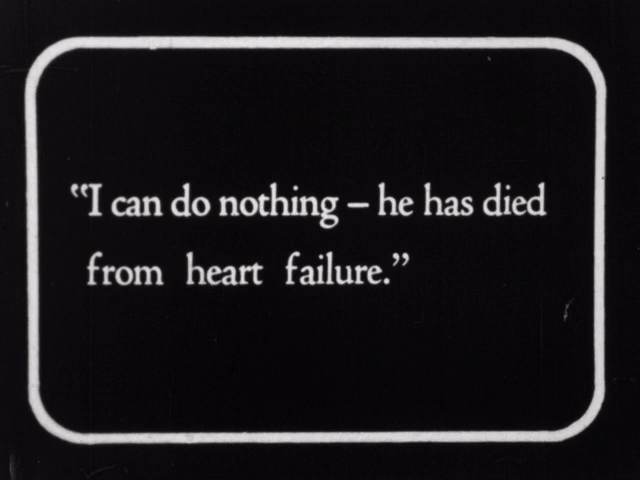 “I can do nothing – he has died
from heart failure.”